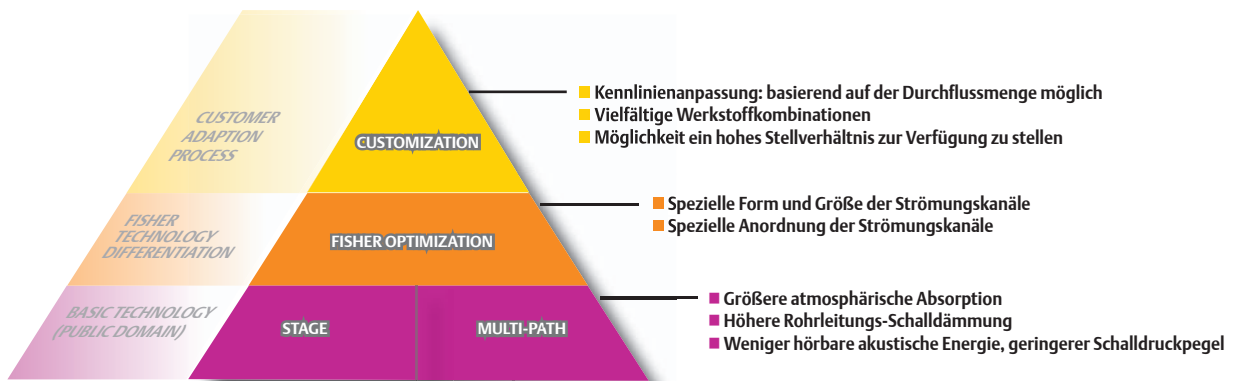 CUSTOMER
ADAPTION
PROCESS
CUSTOMIZATION
Kennlinienanpassung: basierend auf der Durchflussmenge möglich
Vielfältige Werkstoffkombinationen
Möglichkeit ein hohes Stellverhältnis zur Verfügung zu stellen
FISHER
TECHNOLOGY
DIFFERENTIATION
FISHER OPTIMIZATION
Spezielle Form und Größe der Strömungskanäle
Spezielle Anordnung der Strömungskanäle
BASIC TECHNOLOGY
(PUBLIC DOMAIN)
STAGE
MULTI-PATH
Größere atmosphärische Absorption
Höhere Rohrleitungs-Schalldämmung
Weniger hörbare akustische Energie, geringerer Schalldruckpegel